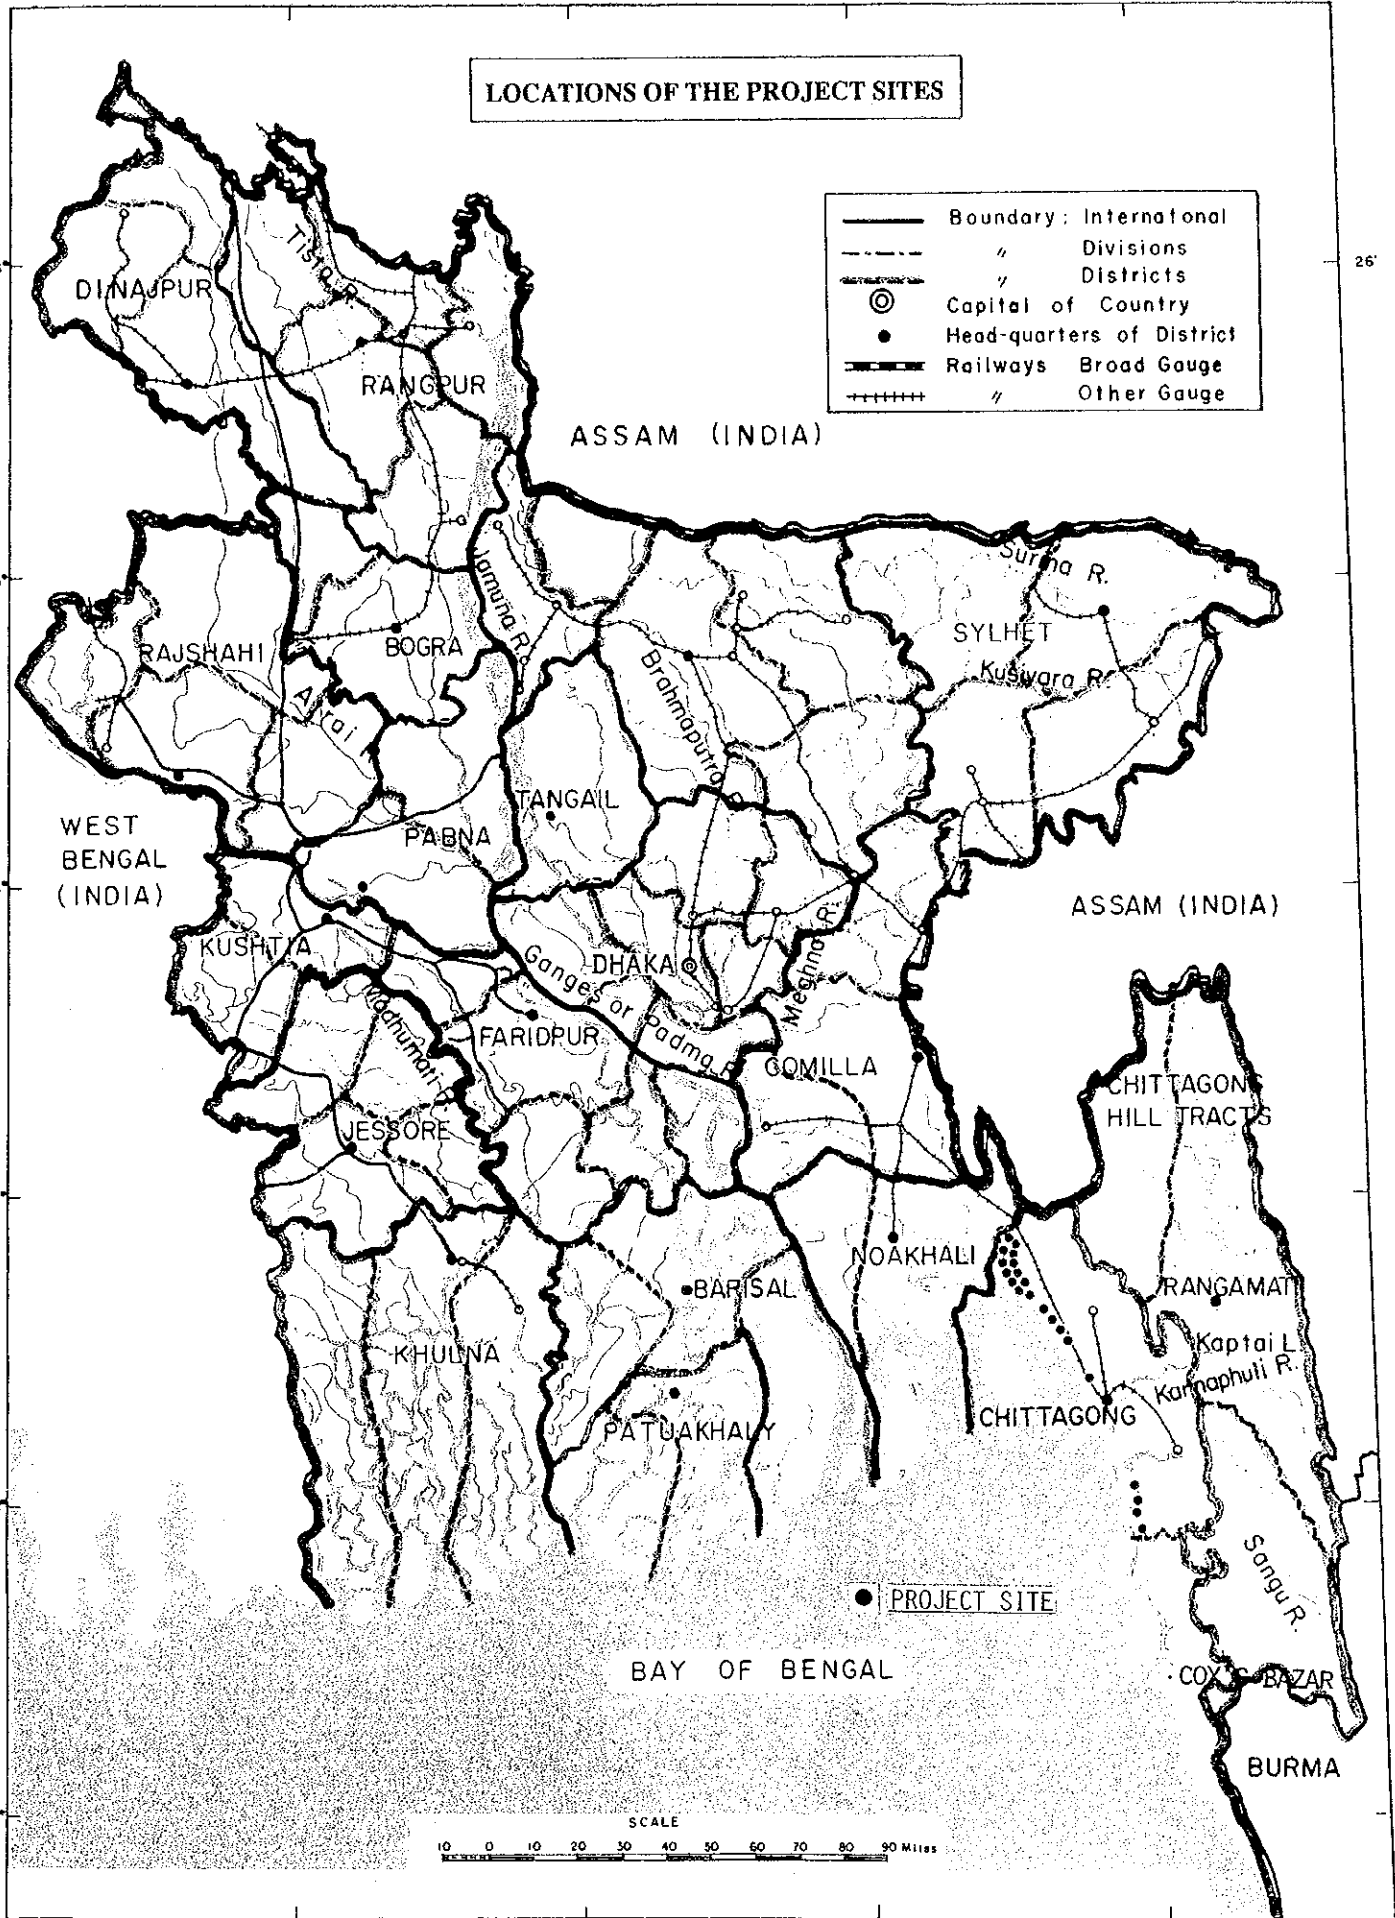 LOCATIONS OF THE PROJECT SITES
Boundary : Internatonal
" Divisions
" Districts
Capital of Country
Head-quarters of District
Railways Broad Gauge
" Other Gauge
26'
DINAJPUR
Tista R.
RANGPUR
ASSAM (INDIA)
Surma R.
Jamuna R.
SYLHET
RAJSHAHI
BOGRA
Kusiyara R.
Atrai
Brahmaputra R.
TANGAIL
WEST
BENGAL
(INDIA)
PABNA
ASSAM (INDIA)
KUSHTIA
DHAKA
Meghna R.
Ganges or Padma R.
Madhumati
FARIDPUR
COMILLA
CHITTAGONG
HILL TRACTS
JESSORE
NOAKHALI
BARISAL
RANGAMATI
KHULNA
Kaptai L.
Karnaphuli R.
CHITTAGONG
PATUAKHALY
Sangu R.
PROJECT SITE
BAY OF BENGAL
COX'S BAZAR
BURMA
SCALE
10 0 10 20 30 40 50 60 70 80 90 Miles